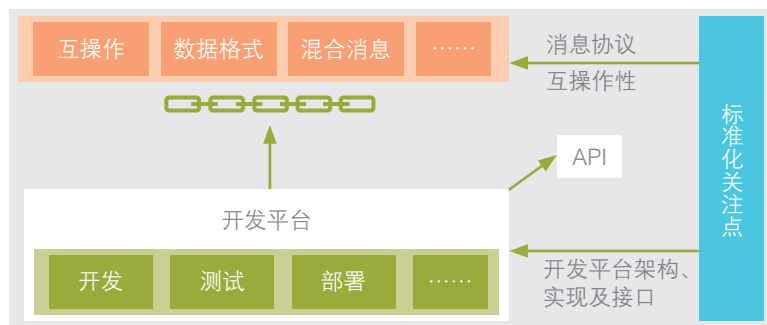 互操作
数据格式
混合消息
……
消息协议
互操作性
标准化关注点
API
开发平台
开发
测试
部署
……
开发平台架构、
实现及接口